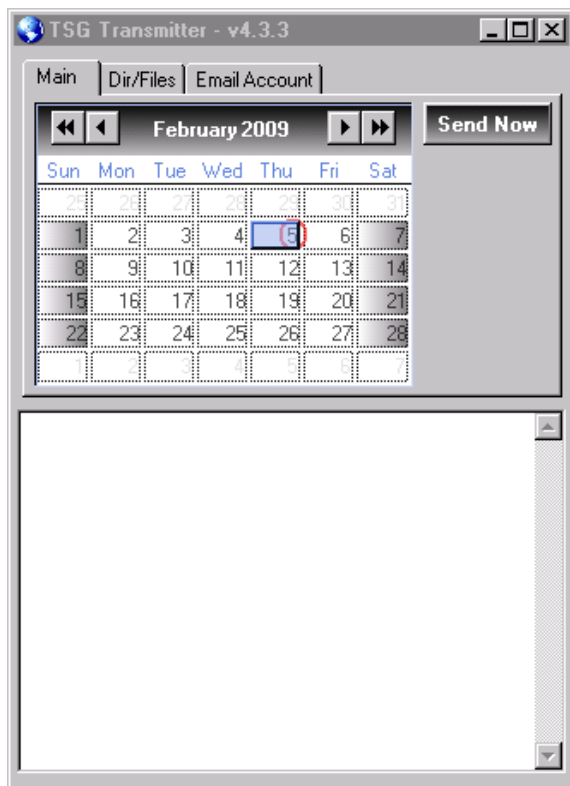 TSG Transmitter - v4.3.3
Main Dir/Files Email Account
February 2009 Send Now
Sun Mon Tue Wed Thu Fri Sat
25 26 27 28 29 30 31
1 2 3 4 5 6 7
8 9 10 11 12 13 14
15 16 17 18 19 20 21
22 23 24 25 26 27 28
1 2 3 4 5 6 7